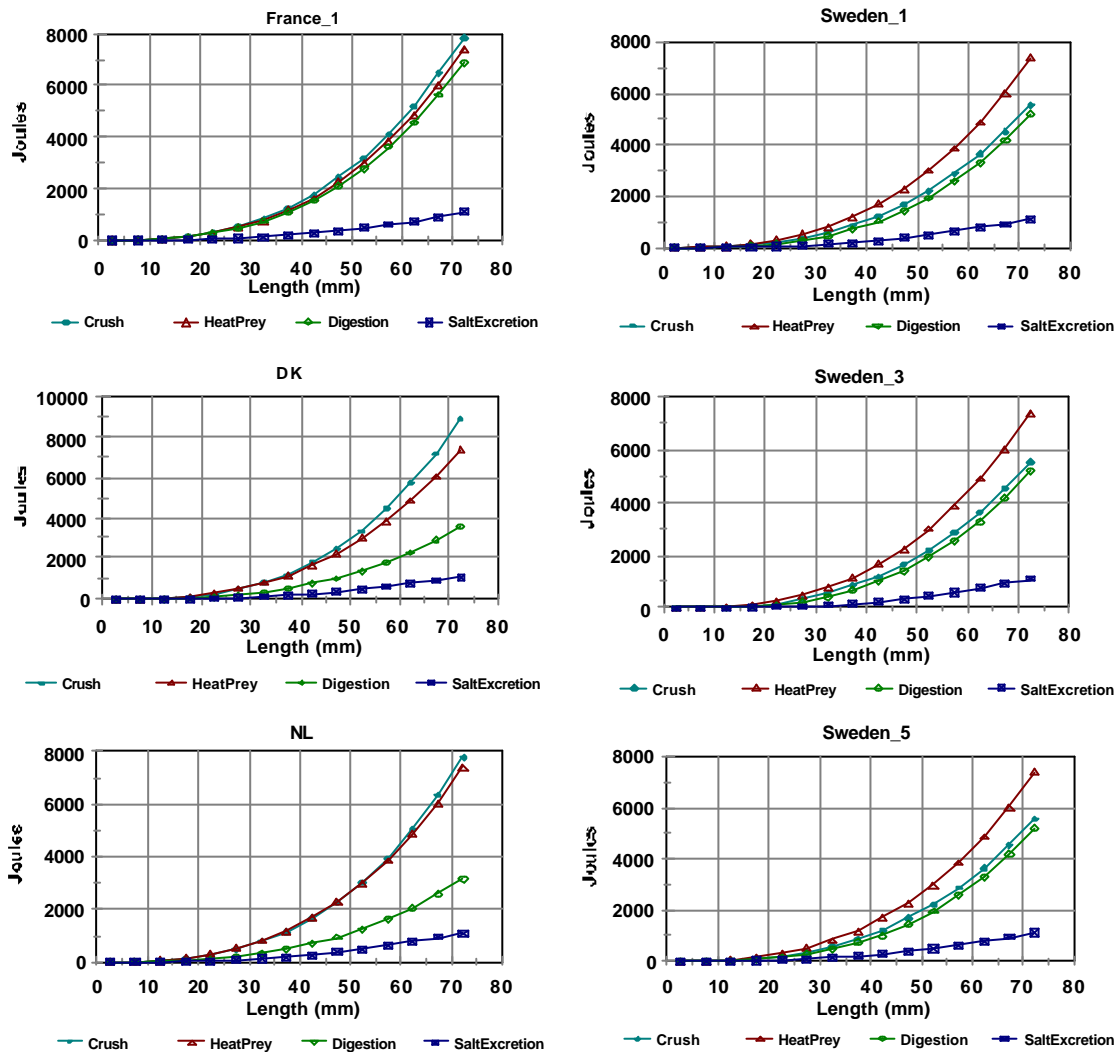 France_1
8000
6000
4000
2000
0
Joules
0 10 20 30 40 50 60 70 80
Length (mm)
Crush HeatPrey Digestion SaltExcretion
Sweden_1
8000
6000
4000
2000
0
Joules
0 10 20 30 40 50 60 70 80
Length (mm)
Crush HeatPrey Digestion SaltExcretion
DK
10000
8000
6000
4000
2000
0
Joules
0 10 20 30 40 50 60 70 80
Length (mm)
Crush HeatPrey Digestion SaltExcretion
Sweden_3
8000
6000
4000
2000
0
Joules
0 10 20 30 40 50 60 70 80
Length (mm)
Crush HeatPrey Digestion SaltExcretion
NL
8000
6000
4000
2000
0
Joules
0 10 20 30 40 50 60 70 80
Length (mm)
Crush HeatPrey Digestion SaltExcretion
Sweden_5
8000
6000
4000
2000
0
Joules
0 10 20 30 40 50 60 70 80
Length (mm)
Crush HeatPrey Digestion SaltExcretion